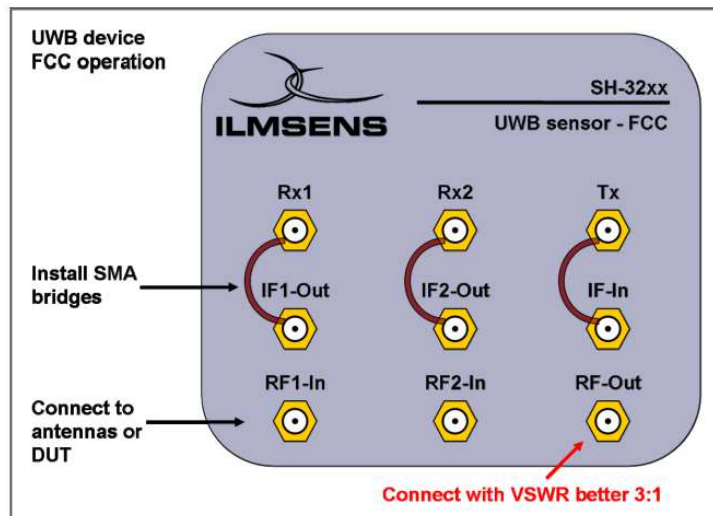 UWB device
FCC operation
SH-32xx
ILMSENS
UWB sensor - FCC
Rx1
Rx2
Tx
Install SMA
bridges
IF1-Out
IF2-Out
IF-In
RF1-In
RF2-In
RF-Out
Connect to
antennas or
DUT
Connect with VSWR better 3:1